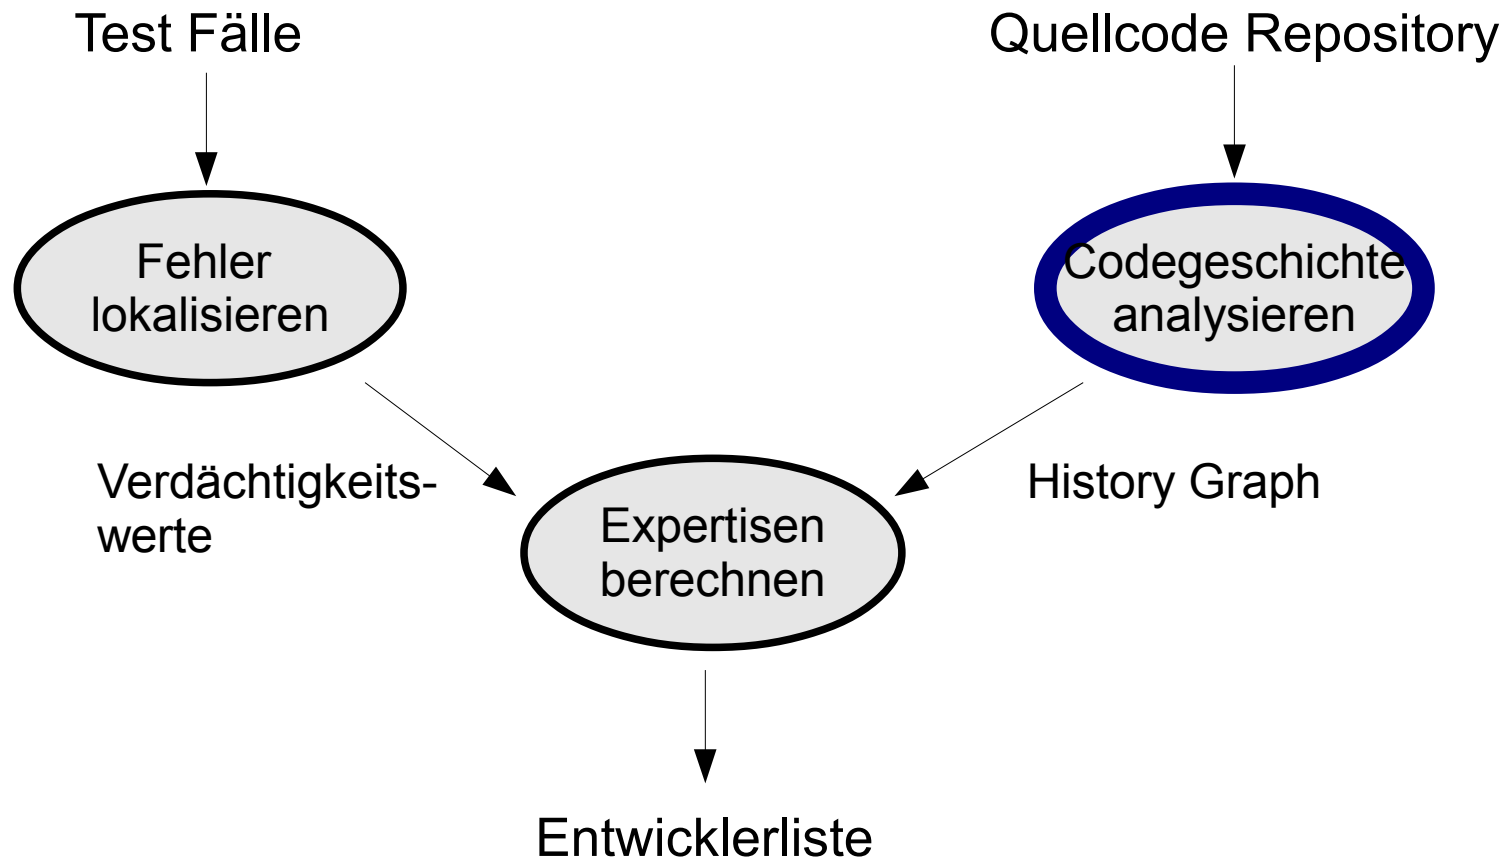 Test Fälle
Quellcode Repository
Fehler
lokalisieren
Codegeschichte
analysieren
Verdächtigkeits-
werte
History Graph
Expertisen
berechnen
Entwicklerliste